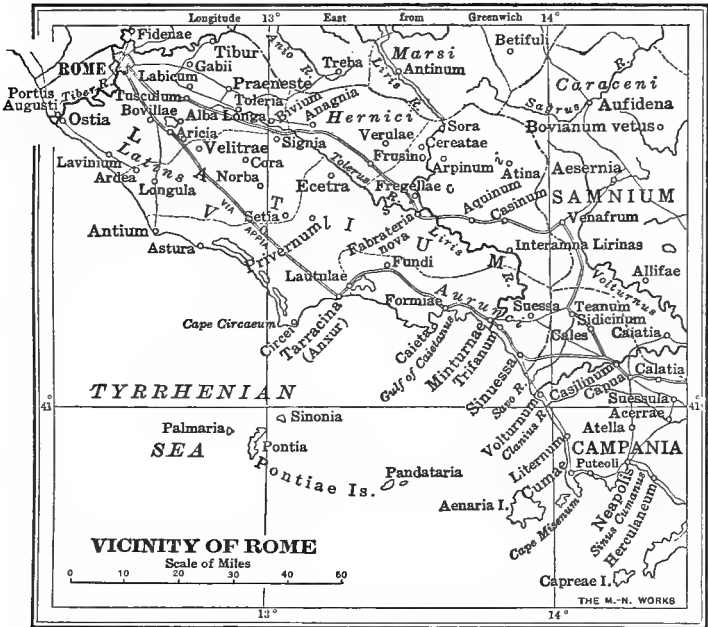 Longitude 13° East from Greenwich 14°
Fidenae
Tibur
Anio R.
Treba
Marsi
Betifuli
ROME
Gabii
Liris R.
Antinum
Labicum
Praeneste
Caraceni
Portus
Augusti
Tiber R.
Tusculum
Toleria
Anagnia
Sagrus R.
Aufidena
Ostia
Bovillae
Alba Longa
Bivium
Hernici
Sora
Bovianum vetus
Aricia
Signia
Verulae
Cereatae
LATIUM
Latins
Velitrae
Frusino
Arpinum
Atina
Lavinium
Cora
Tolerus R.
Aesernia
Ardea
Norba
Ecetra
Fregellae
Aquinum
SAMNIUM
Longula
Casinum
VIA APPIA
Setia
Venafrum
Antium
Privernum
Fabrateria
nova
Liris R.
Interamna Lirinas
Astura
Fundi
Volturnus
Allifae
Lautulae
Aurunci
Formiae
Suessa
Teanum
Sidicinum
Cape Circaeum
Circei
Tarracina
(Anxur)
Caieta
Gulf of Caietanus
Minturnae
Trifanum
Cales
Caiatia
Sinuessa
Casilinum
Capua
Calatia
TYRRHENIAN
SEA
Savo R.
Suessula
41°
41°
Volturnum
Clanius R.
Acerrae
Sinonia
Palmaria
Atella
Pontia
Liternum
CAMPANIA
Pontiae Is.
Pandataria
Cumae
Puteoli
Aenaria I.
Cape Misenum
Neapolis
Sinus Cumanus
Herculaneum
VICINITY OF ROME
Scale of Miles
0 10 20 40 60
Capreae I.
THE M.-N. WORKS
13° 14°